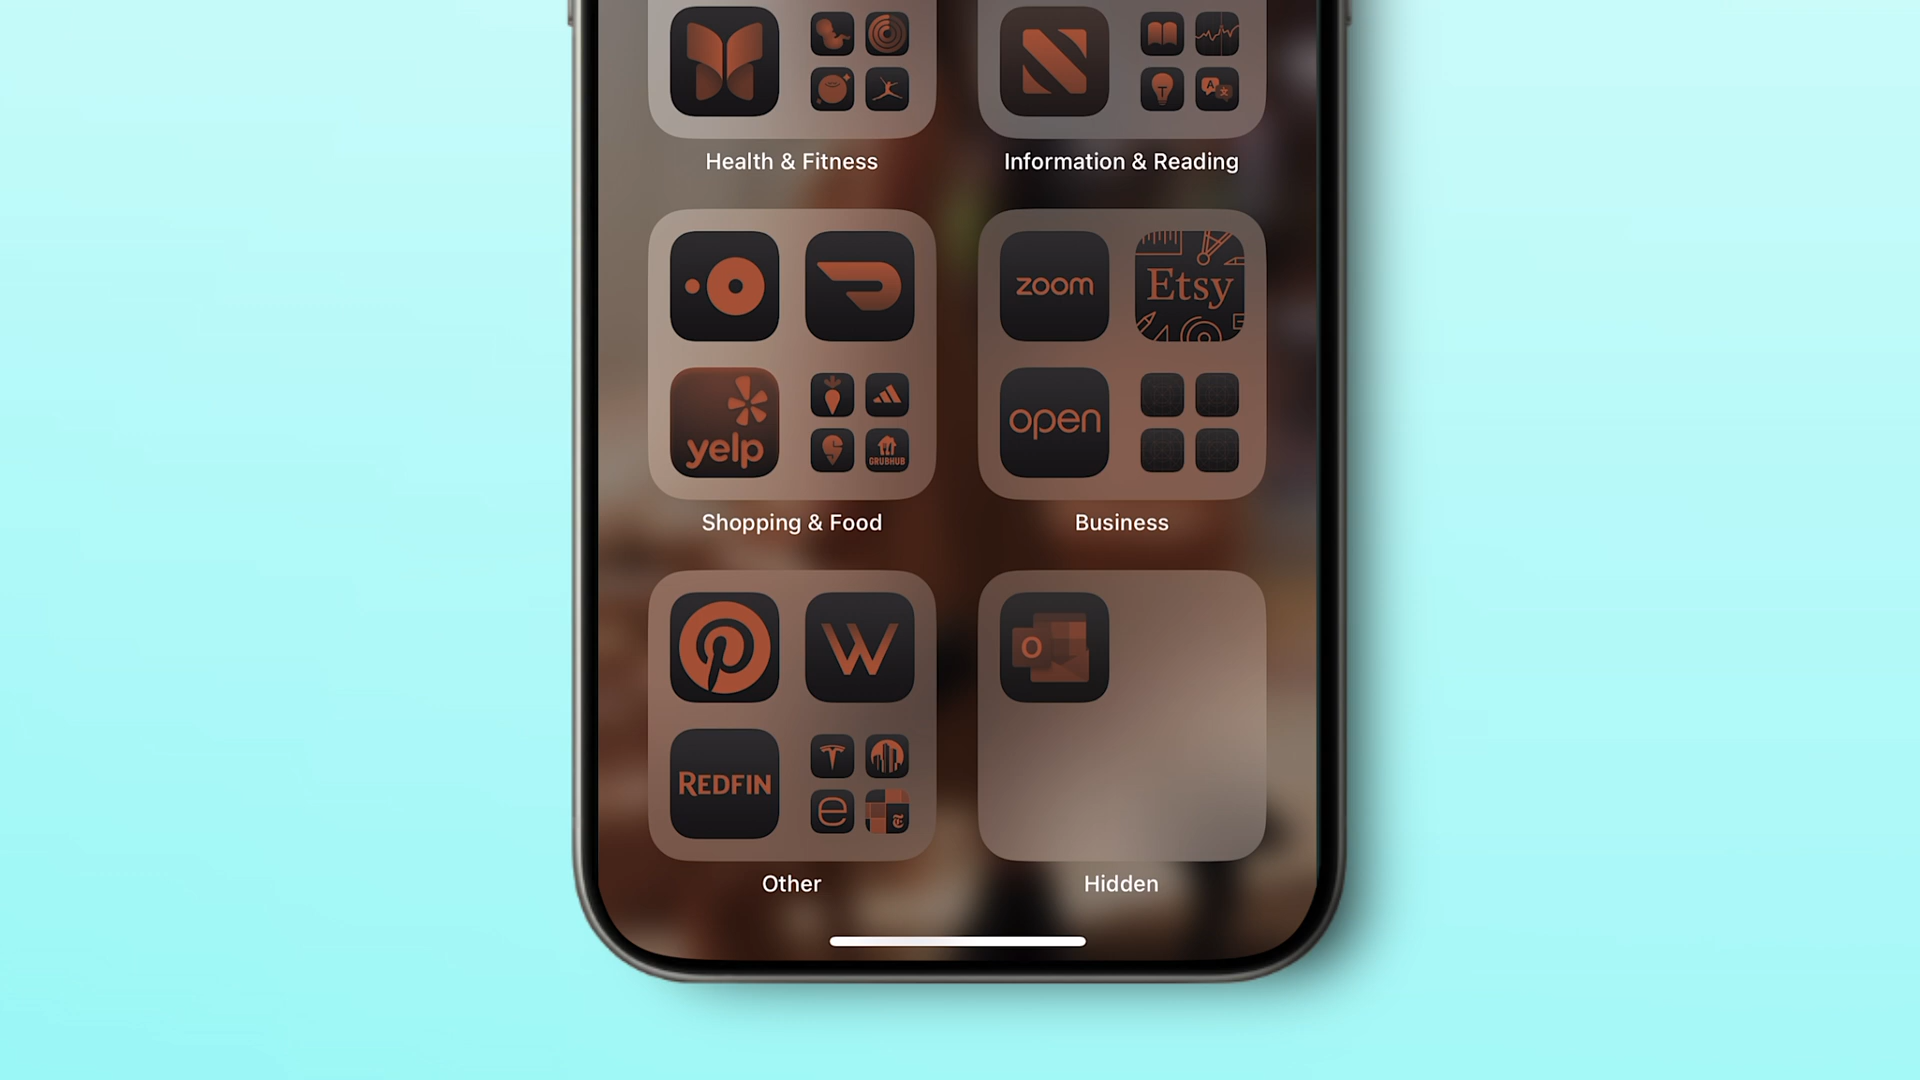 T
A
Health & Fitness
Information & Reading
zoom
Etsy
yelp
GRUBHUB
open
Shopping & Food
Business
W
O
REDFIN
e
T
Other
Hidden